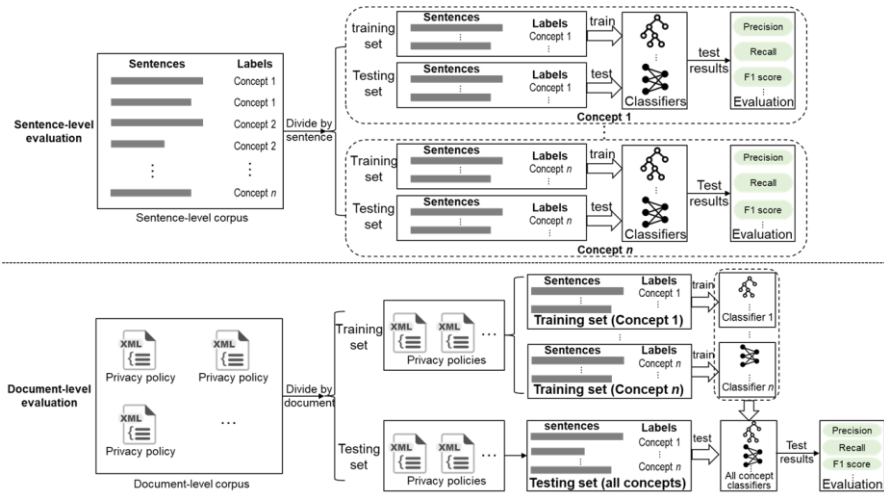 Sentence-level
evaluation
Sentences Labels
Concept 1
Concept 1
Concept 2
Concept 2
⋮ ⋮
Concept n
Sentence-level corpus
Divide by
sentence
training
set
Sentences Labels
Concept 1
⋮ ⋮
train
Testing
set
Sentences Labels
Concept 1
⋮ ⋮
test
⋮
Classifiers
test
results
Precision
Recall
F1 score
⋮
Evaluation
Concept 1
Training
set
Sentences Labels
Concept n
⋮ ⋮
train
Testing
set
Sentences Labels
Concept n
⋮ ⋮
test
⋮
Classifiers
Test
results
Precision
Recall
F1 score
⋮
Evaluation
Concept n
Document-level
evaluation
XML
Privacy policy
XML
Privacy policy
XML
Privacy policy
...
Document-level corpus
Divide by
document
Training
set
XML XML ...
Privacy policies
Sentences Labels
Concept 1
⋮ ⋮
Training set (Concept 1)
train
Classifier 1
Sentences Labels
Concept n
⋮ ⋮
Training set (Concept n)
train
Classifier n
Testing
set
XML XML ...
Privacy policies
sentences Labels
Concept 1
⋮ ⋮
Concept n
Testing set (all concepts)
test
⋮
All concept
classifiers
Test
results
Precision
Recall
F1 score
⋮
Evaluation